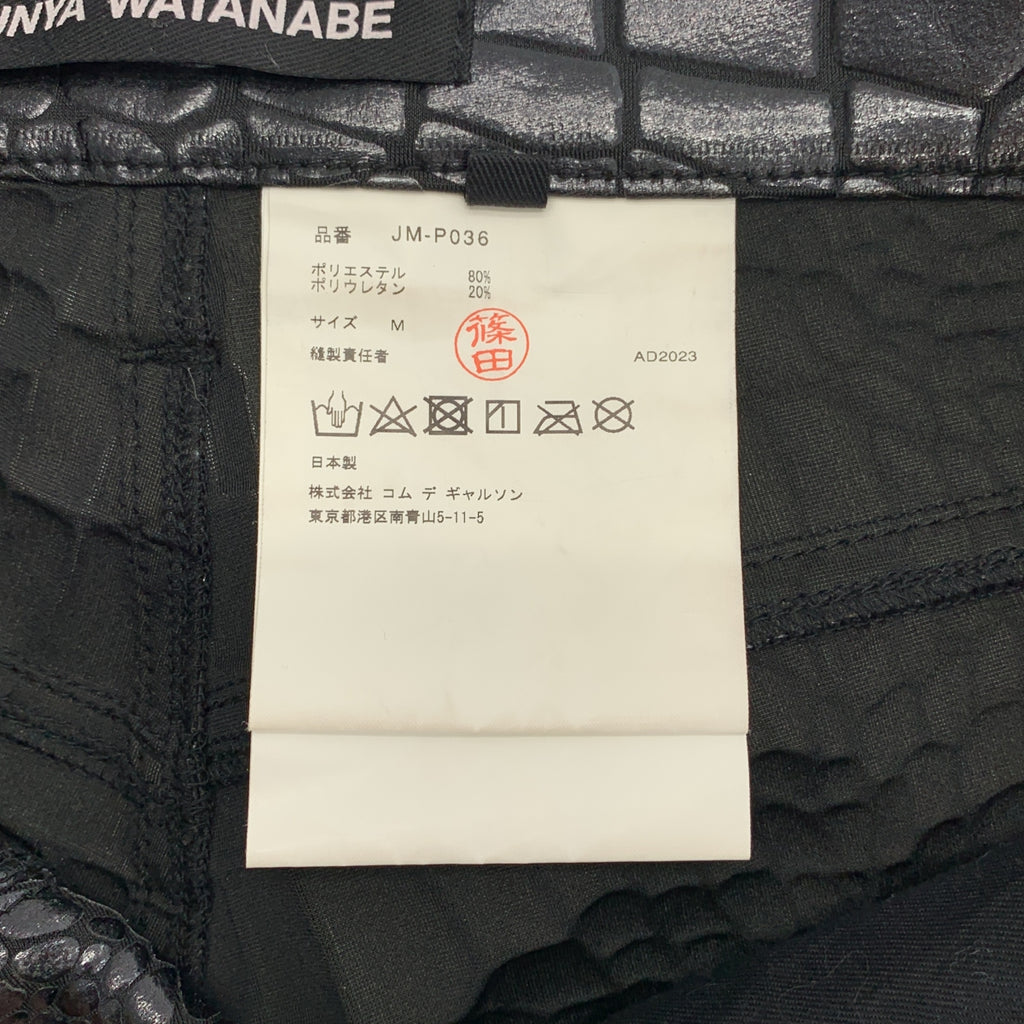 UNYA WATANABE
品番 JM-P036
ポリエステル 80%
ポリウレタン 20%
サイズ M
篠田
縫製責任者 AD2023
日本製
株式会社 コム デ ギャルソン
東京都港区南青山5-11-5